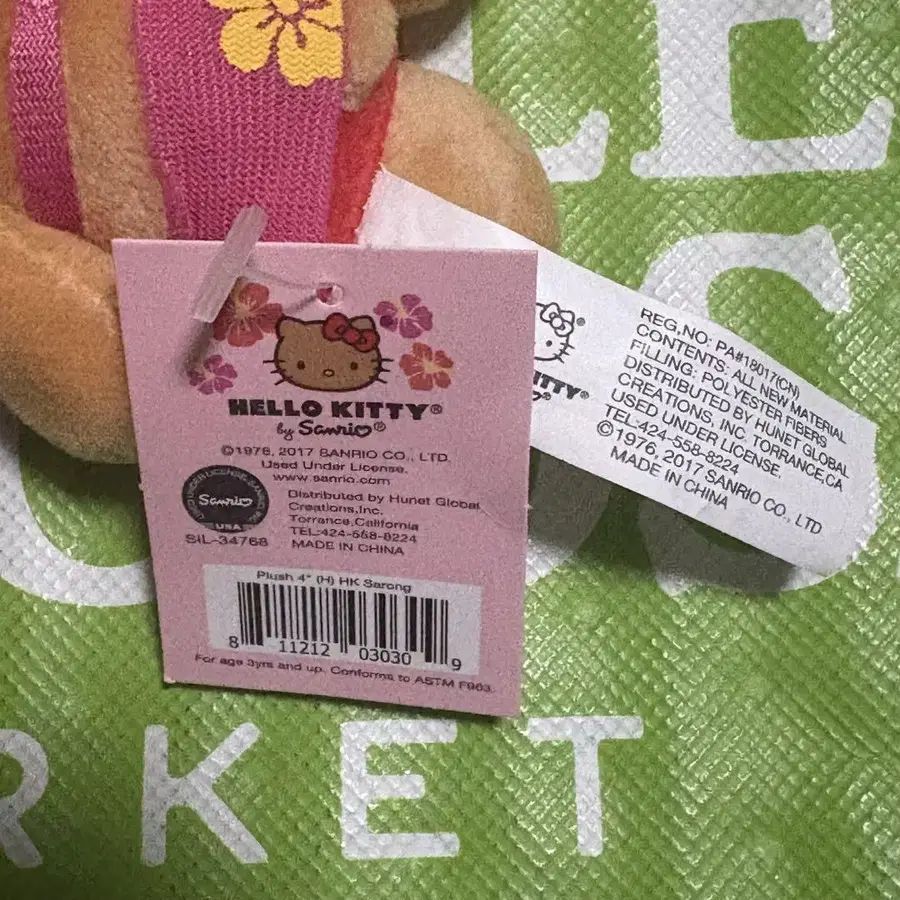 LE
S
HELLO KITTY®
by Sanrio®
©1976, 2017 SANRIO CO., LTD.
Used Under License.
www.sanrio.com
Sanrio
USA
SIL-34768
Distributed by Hunet Global
Creations,Inc.
Torrance,California
TEL:424-558-8224
MADE IN CHINA
Plush 4" (H) HK Sarong
8 11212 03030 9
For age 3yrs and up. Conforms to ASTM F963.
ITTY®
REG.NO: PA#18017(CN)
CONTENTS: ALL NEW MATERIAL
FILLING: POLYESTER FIBERS
DISTRIBUTED BY HUNET GLOBAL
CREATIONS, INC. TORRANCE,CA
USED UNDER LICENSE.
TEL:424-558-8224
©1976, 2017 SANRIO CO., LTD
MADE IN CHINA
RKET